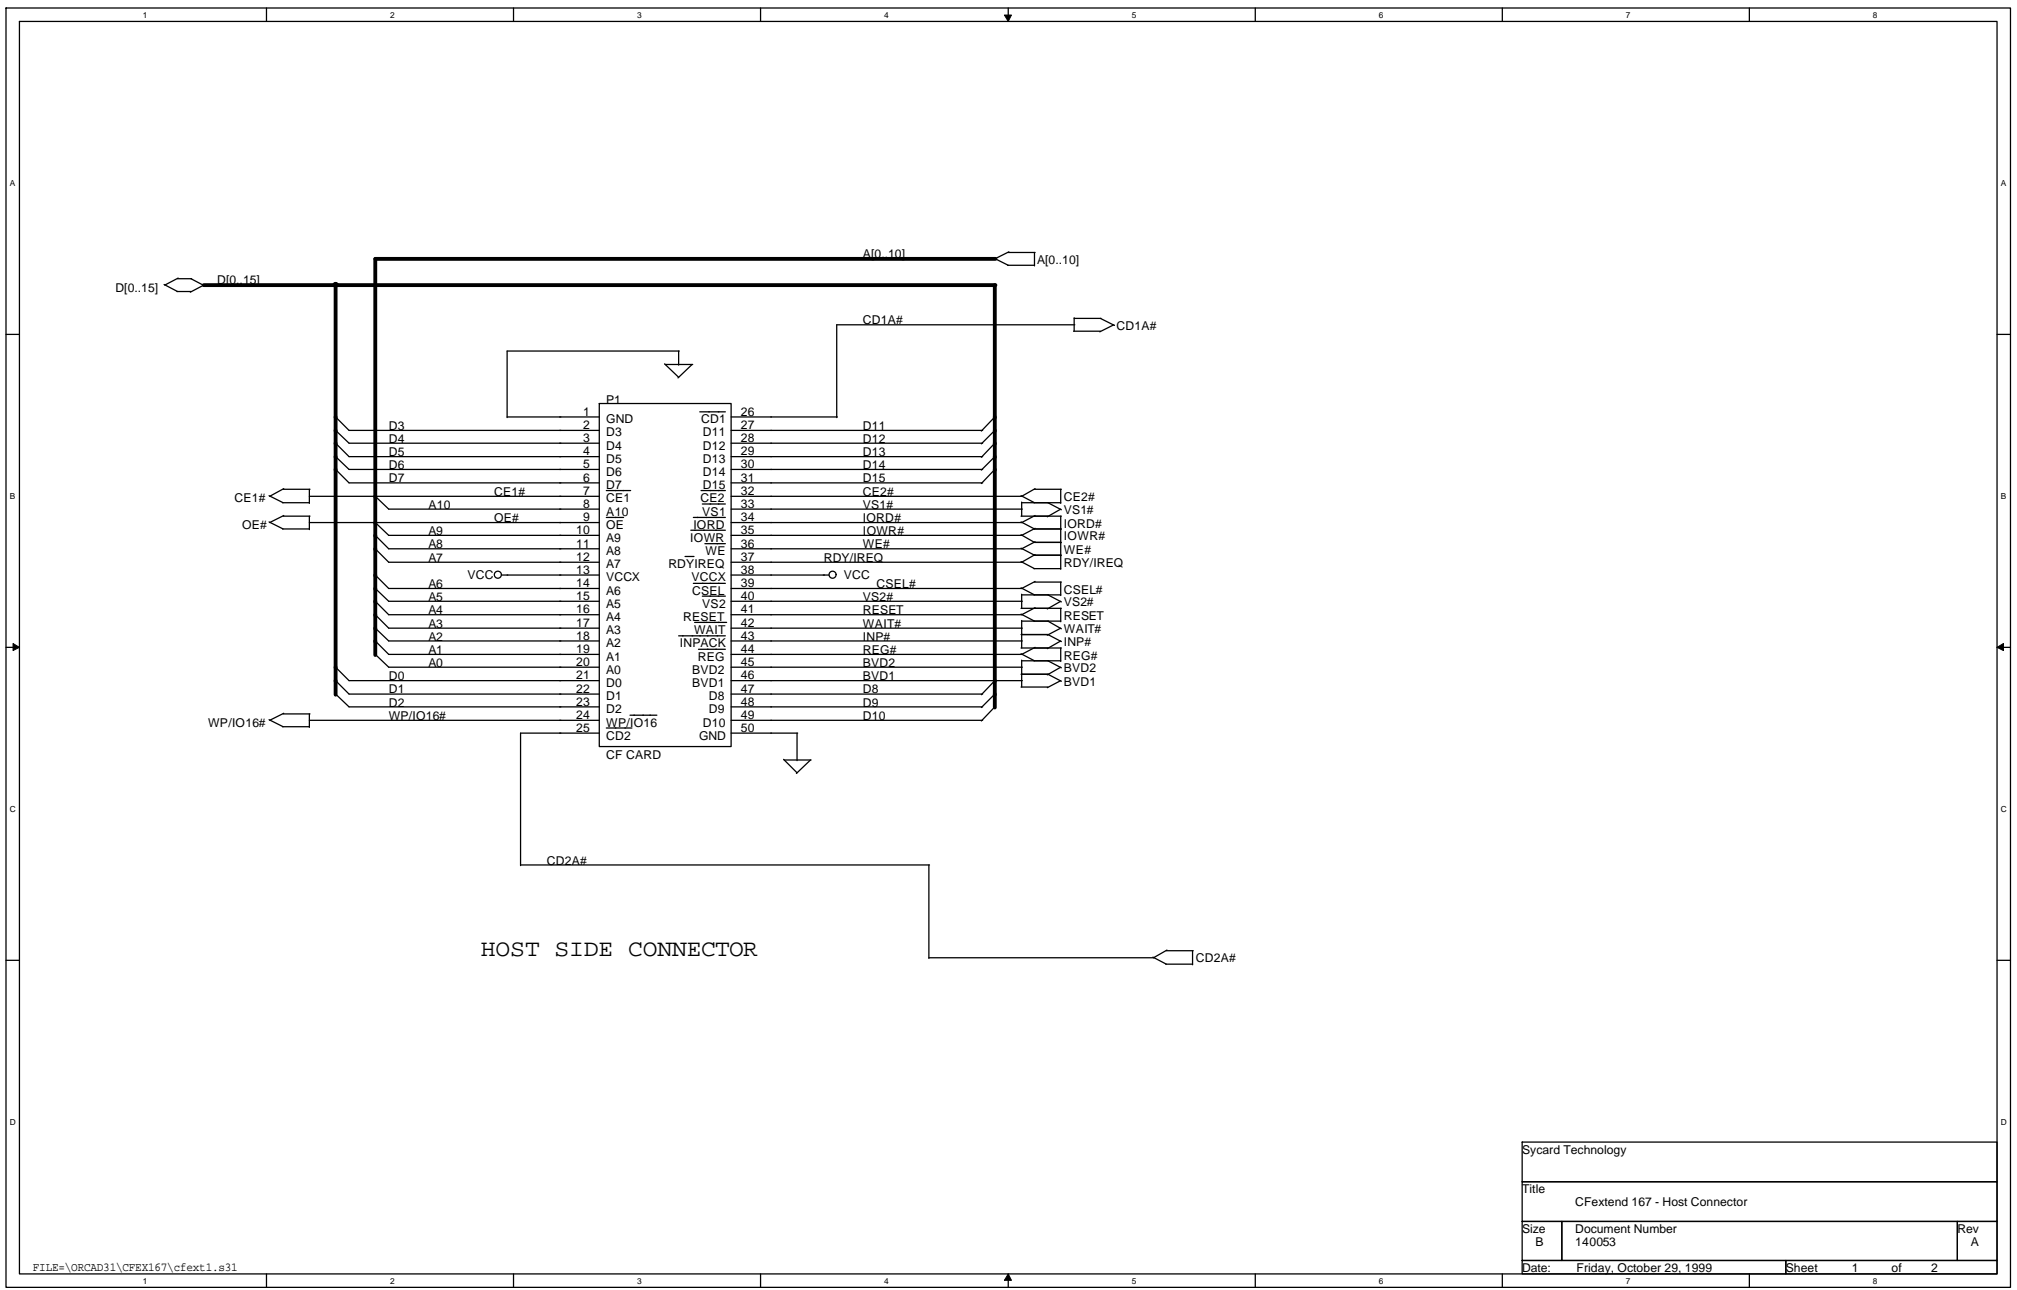 1 2 3 4 5 6 7 8
A A
A[0..10] A[0..10]
D[0..15] D[0..15]
CD1A# CD1A#
P1
1 GND CD1 26
D3 2 D3 D11 27 D11
D4 3 D4 D12 28 D12
D5 4 D5 D13 29 D13
D6 5 D6 D14 30 D14
D7 6 D7 D15 31 D15
B CE1# CE1# 7 CE1 CE2 32 CE2# CE2# B
A10 8 A10 VS1 33 VS1# VS1#
OE# OE# 9 OE IORD 34 IORD# IORD#
A9 10 A9 IOWR 35 IOWR# IOWR#
A8 11 A8 WE 36 WE# WE#
A7 12 A7 RDYIREQ 37 RDY/IREQ RDY/IREQ
VCC 13 VCCX VCCX 38 VCC
A6 14 A6 CSEL 39 CSEL# CSEL#
A5 15 A5 VS2 40 VS2# VS2#
A4 16 A4 RESET 41 RESET RESET
A3 17 A3 WAIT 42 WAIT# WAIT#
A2 18 A2 INPACK 43 INP# INP#
A1 19 A1 REG 44 REG# REG#
A0 20 A0 BVD2 45 BVD2 BVD2
D0 21 D0 BVD1 46 BVD1 BVD1
D1 22 D1 D8 47 D8
D2 23 D2 D9 48 D9
WP/IO16# WP/IO16# 24 WP/IO16 D10 49 D10
25 CD2 GND 50
CF CARD
C C
CD2A#
HOST SIDE CONNECTOR
CD2A#
D D
Sycard Technology
Title
CFextend 167 - Host Connector
Size Document Number Rev
B 140053 A
Date: Friday, October 29, 1999 Sheet 1 of 2
FILE=\ORCAD31\CFEX167\cfext1.s31
1 2 3 4 5 6 7 8